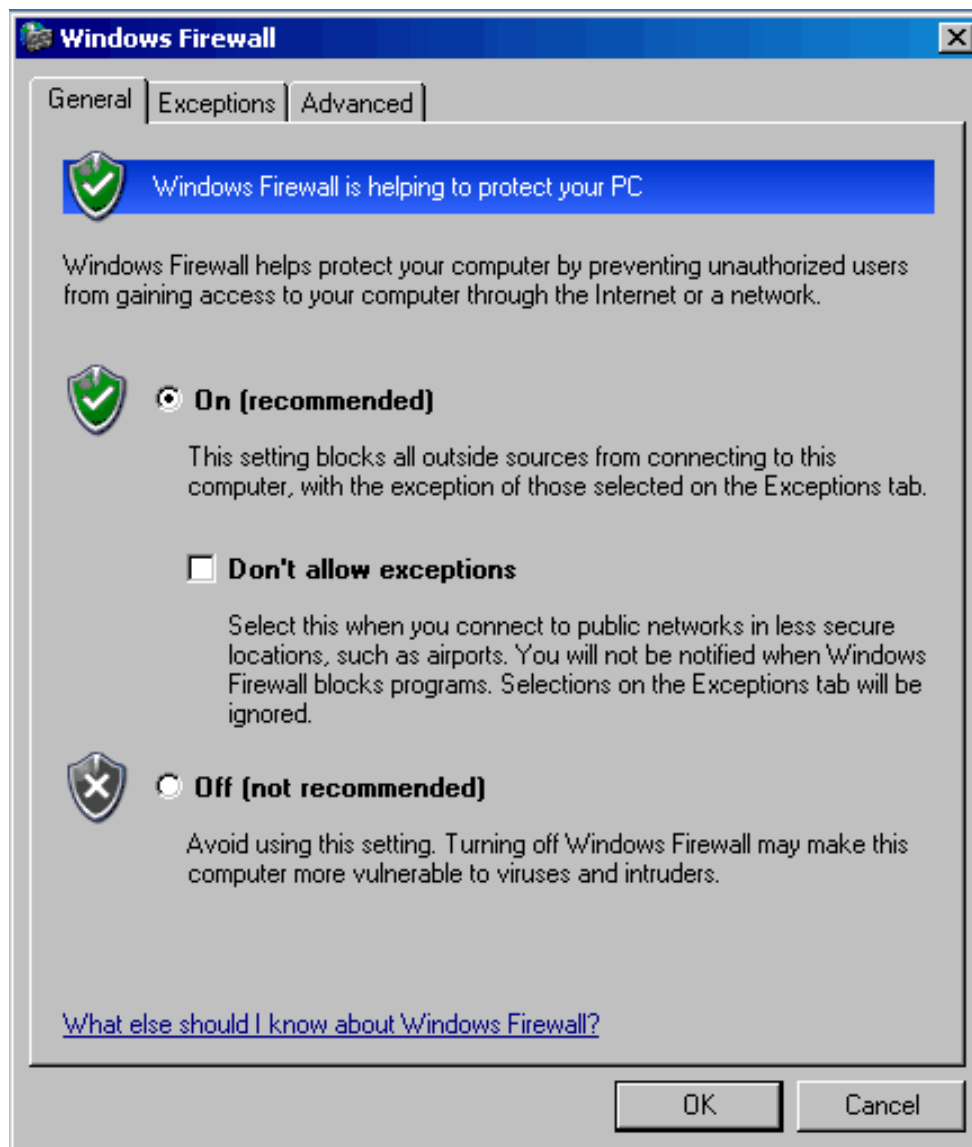 Windows Firewall
General
Exceptions
Advanced
Windows Firewall is helping to protect your PC
Windows Firewall helps protect your computer by preventing unauthorized users
from gaining access to your computer through the Internet or a network.
On (recommended)
This setting blocks all outside sources from connecting to this
computer, with the exception of those selected on the Exceptions tab.
Don't allow exceptions
Select this when you connect to public networks in less secure
locations, such as airports. You will not be notified when Windows
Firewall blocks programs. Selections on the Exceptions tab will be
ignored.
Off (not recommended)
Avoid using this setting. Turning off Windows Firewall may make this
computer more vulnerable to viruses and intruders.
What else should I know about Windows Firewall?
OK
Cancel